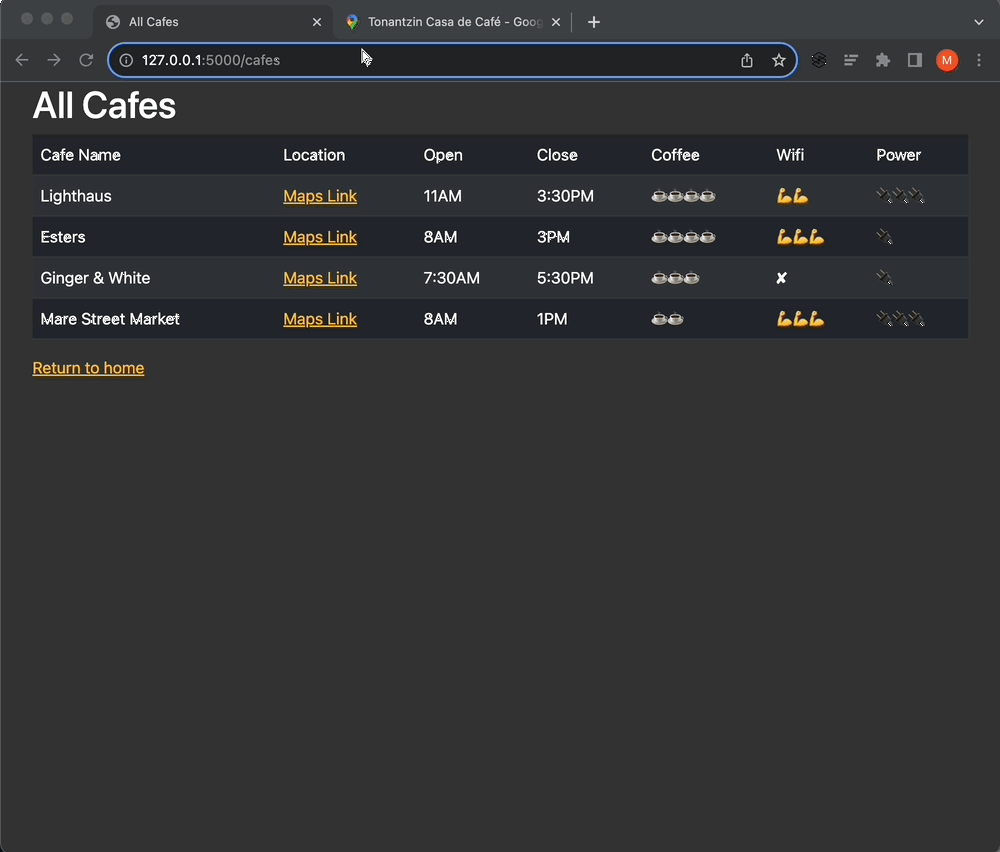 All Cafes
Tonantzin Casa de Café - Goog
127.0.0.1:5000/cafes
M
All Cafes
Cafe Name Location Open Close Coffee Wifi Power
Lighthaus Maps Link 11AM 3:30PM ☕☕☕☕ 💪💪 🔌🔌🔌
Esters Maps Link 8AM 3PM ☕☕☕☕ 💪💪💪 🔌
Ginger & White Maps Link 7:30AM 5:30PM ☕☕☕ ✘ 🔌
Mare Street Market Maps Link 8AM 1PM ☕☕ 💪💪💪 🔌🔌🔌
Return to home